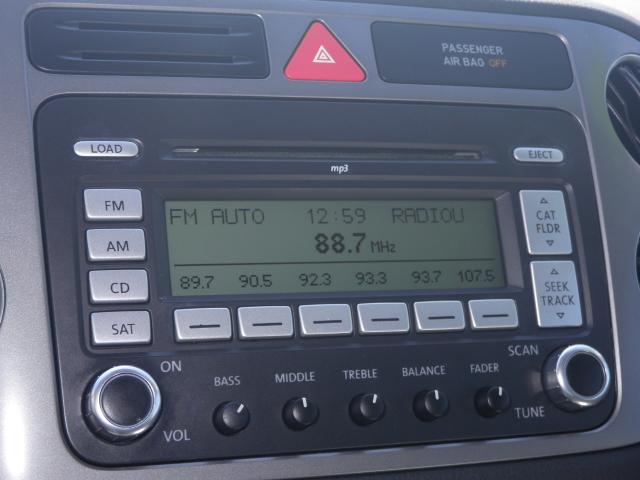 PASSENGER
AIR BAG OFF
LOAD
EJECT
mp3
FM
AM
CD
SAT
FM AUTO 12:59 RADIOU
88.7 MHz
89.7 90.5 92.3 93.3 93.7 107.5
CAT
FLDR
SEEK
TRACK
ON
VOL
BASS
MIDDLE
TREBLE
BALANCE
FADER
SCAN
TUNE